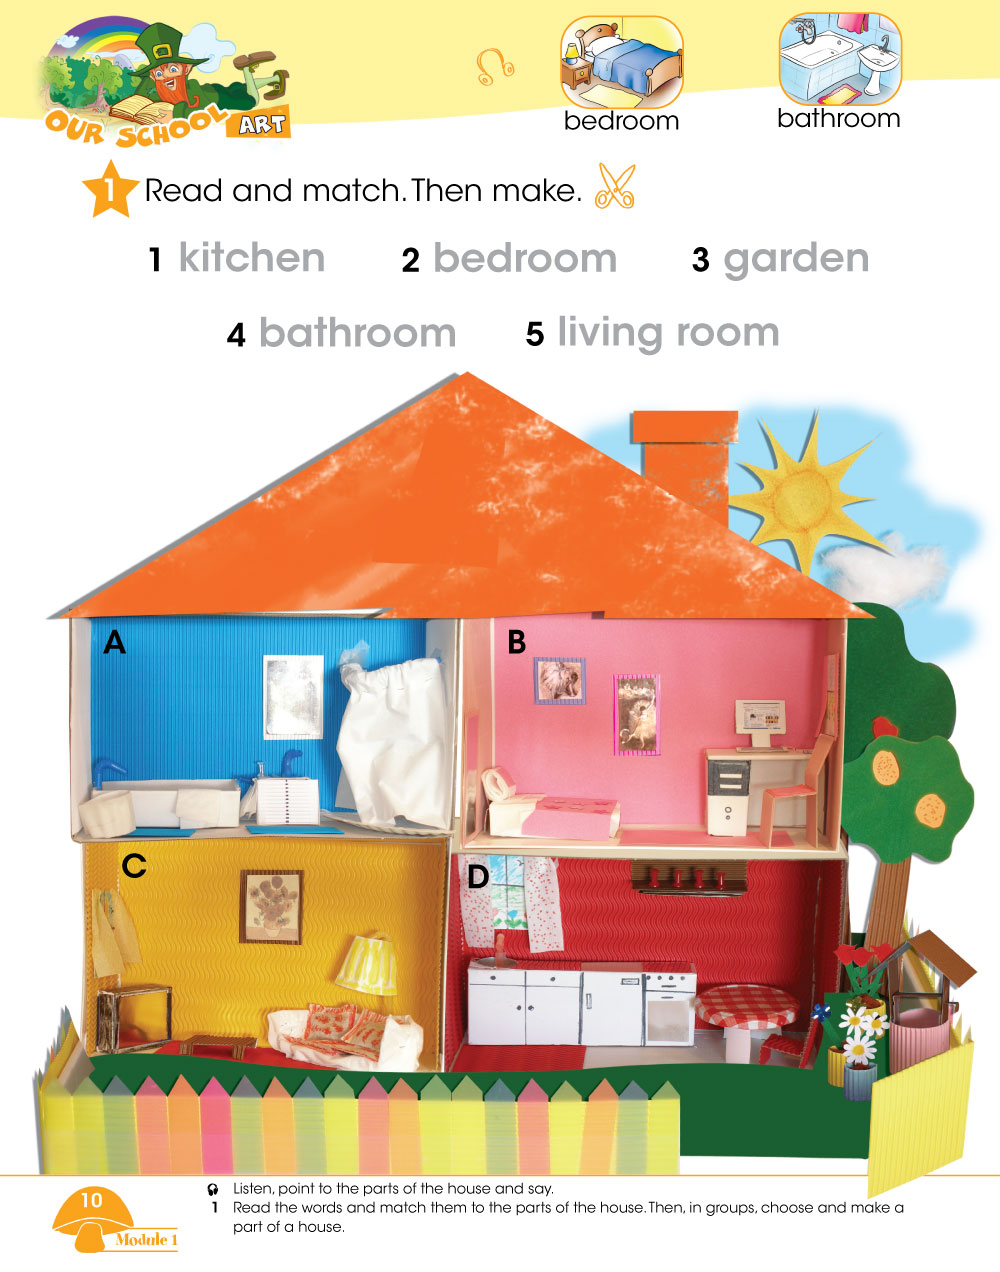 OUR SCHOOL ART
bedroom
bathroom
1 Read and match. Then make.
1 kitchen
2 bedroom
3 garden
4 bathroom
5 living room
A
B
C
D
Listen, point to the parts of the house and say.
1 Read the words and match them to the parts of the house. Then, in groups, choose and make a
part of a house.
10
Module 1